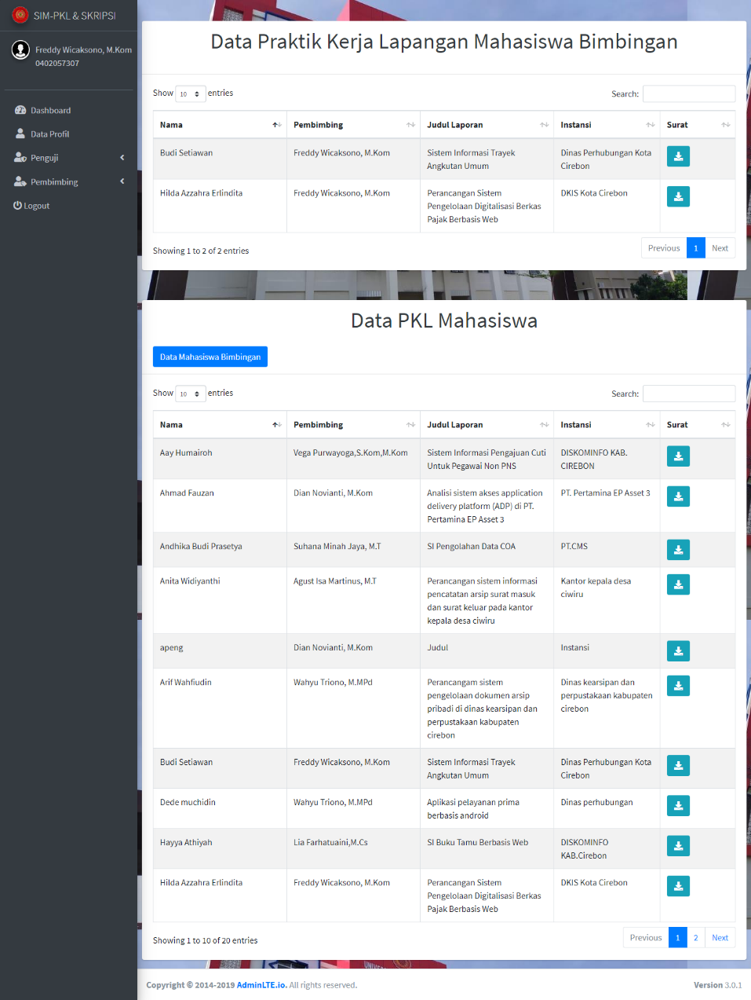 SIM-PKL & SKRIPSI
Freddy Wicaksono, M.Kom
0402057307
Dashboard
Data Profil
Penguji
Pembimbing
Logout
Data Praktik Kerja Lapangan Mahasiswa Bimbingan
Show 10 entries
Search:
Nama Pembimbing Judul Laporan Instansi Surat
Budi Setiawan Freddy Wicaksono, M.Kom Sistem Informasi Trayek Dinas Perhubungan Kota
Angkutan Umum Cirebon
Hilda Azzahra Erlindita Freddy Wicaksono, M.Kom Perancangan Sistem DKIS Kota Cirebon
Pengelolaan Digitalisasi Berkas
Pajak Berbasis Web
Showing 1 to 2 of 2 entries
Previous 1 Next
Data PKL Mahasiswa
Data Mahasiswa Bimbingan
Show 10 entries
Search:
Nama Pembimbing Judul Laporan Instansi Surat
Aay Humairoh Vega Purwayoga,S.Kom,M.Kom Sistem Informasi Pengajuan Cuti DISKOMINFO KAB.
Untuk Pegawai Non PNS CIREBON
Ahmad Fauzan Dian Novianti, M.Kom Analisi sistem akses application PT. Pertamina EP Asset 3
delivery platform (ADP) di PT.
Pertamina EP Asset 3
Andhika Budi Prasetya Suhana Minah Jaya, M.T SI Pengolahan Data COA PT.CMS
Anita Widiyanthi Agust Isa Martinus, M.T Perancangan sistem informasi Kantor kepala desa
pencatatan arsip surat masuk ciwiru
dan surat keluar pada kantor
kepala desa ciwiru
apeng Dian Novianti, M.Kom Judul Instansi
Arif Wahfiudin Wahyu Triono, M.MPd Perancangam sistem Dinas kearsipan dan
pengelolaan dokumen arsip perpustakaan kabupaten
pribadi di dinas kearsipan dan cirebon
perpustakaan kabupaten
cirebon
Budi Setiawan Freddy Wicaksono, M.Kom Sistem Informasi Trayek Dinas Perhubungan Kota
Angkutan Umum Cirebon
Dede muchidin Wahyu Triono, M.MPd Aplikasi pelayanan prima Dinas perhubungan
berbasis android
Hayya Athiyah Lia Farhatuaini,M.Cs SI Buku Tamu Berbasis Web DISKOMINFO
KAB.Cirebon
Hilda Azzahra Erlindita Freddy Wicaksono, M.Kom Perancangan Sistem DKIS Kota Cirebon
Pengelolaan Digitalisasi Berkas
Pajak Berbasis Web
Showing 1 to 10 of 20 entries
Previous 1 2 Next
Copyright © 2014-2019 AdminLTE.io. All rights reserved.
Version 3.0.1